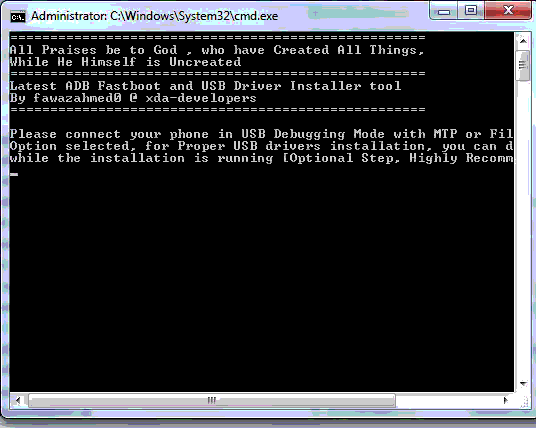 Administrator: C:\Windows\System32\cmd.exe
====================================================
All Praises be to God , who have Created All Things,
While He Himself is Uncreated
====================================================
Latest ADB Fastboot and USB Driver Installer tool
By fawazahmed0 @ xda-developers
====================================================
Please connect your phone in USB Debugging Mode with MTP or Fil
Option selected, for Proper USB drivers installation, you can d
while the installation is running [Optional Step, Highly Recomm